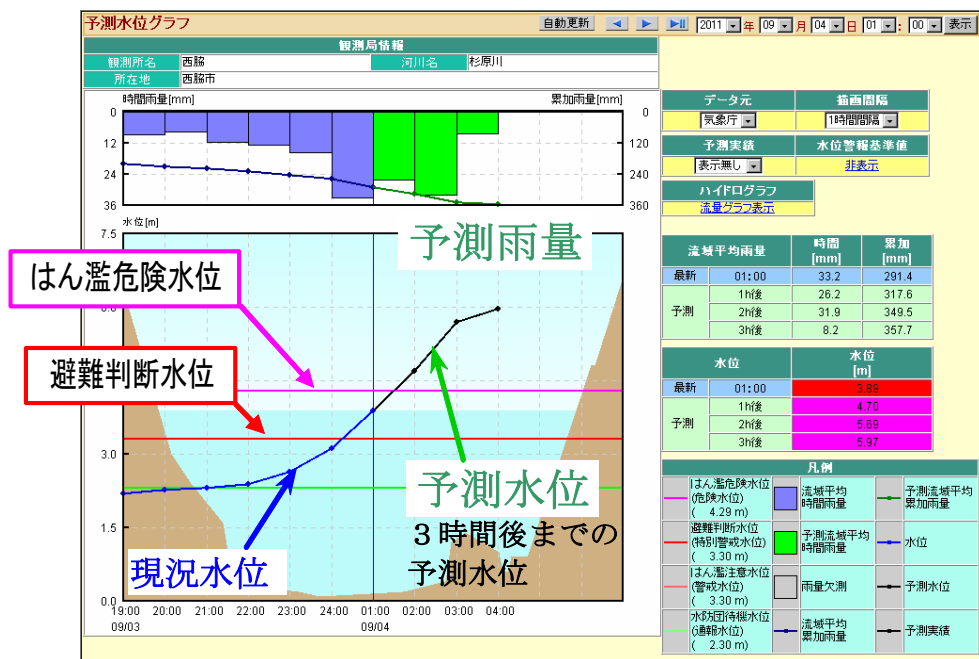 予測水位グラフ
自動更新
2011 年 09 月 04 日 01 : 00 表示
観測局情報
観測所名 西脇 河川名 杉原川
所在地 西脇市
時間雨量[mm] 累加雨量[mm]
0 0
12 120
24 240
36 360
予測雨量
水位[m]
7.5
はん濫危険水位
避難判断水位
3.0
予測水位
3時間後までの
予測水位
1.5
現況水位
0.0
19:00 20:00 21:00 22:00 23:00 24:00 01:00 02:00 03:00 04:00
09/03 09/04
データ元 描画間隔
気象庁 1時間間隔
予測実績 水位警報基準値
表示無し 非表示
ハイドログラフ
流量グラフ表示
流域平均雨量 時間[mm] 累加[mm]
最新 01:00 33.2 291.4
予測 1h後 26.2 317.6
2h後 31.9 349.5
3h後 8.2 357.7
水位 水位[m]
最新 01:00 3.89
予測 1h後 4.70
2h後 5.69
3h後 5.97
凡例
はん濫危険水位
(危険水位)
( 4.29 m)
流域平均
時間雨量
予測流域平均
累加雨量
避難判断水位
(特別警戒水位)
( 3.30 m)
予測流域平均
時間雨量
水位
はん濫注意水位
(警戒水位)
( 3.30 m)
雨量欠測
予測水位
水防団待機水位
(通報水位)
( 2.30 m)
流域平均
累加雨量
予測実績